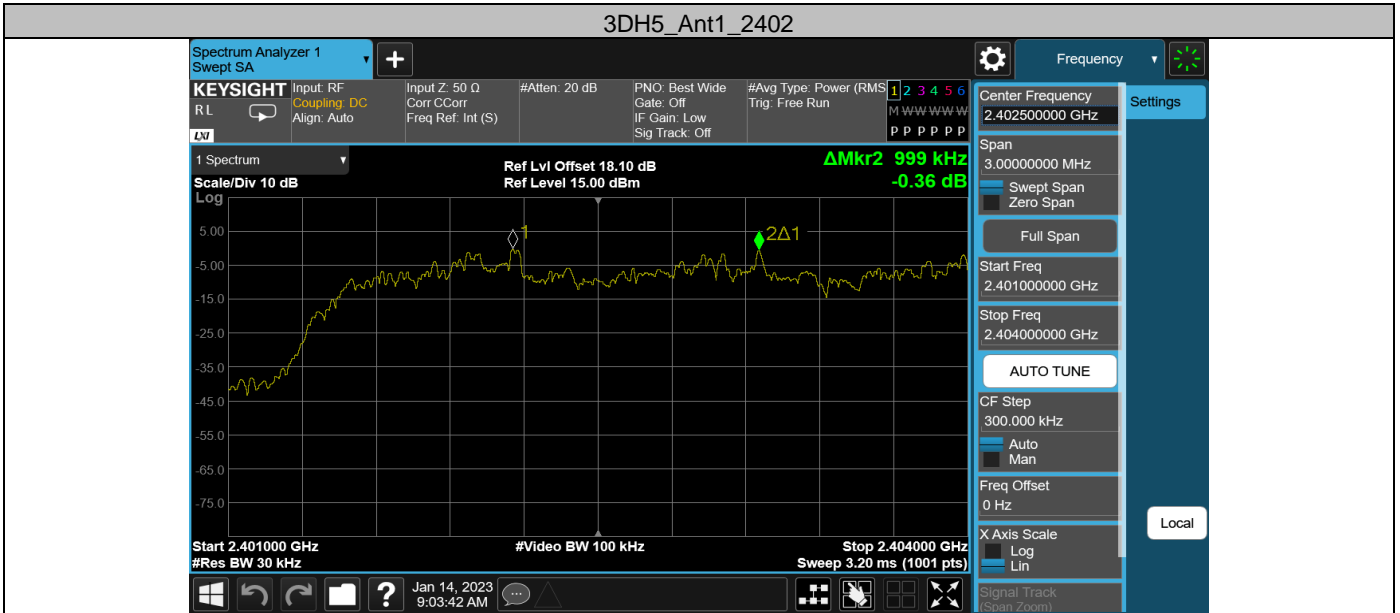 3DH5_Ant1_2402
Spectrum Analyzer 1
Swept SA
+
Frequency
KEYSIGHT
RL
LXI
Input: RF
Coupling: DC
Align: Auto
Input Z: 50 Ω
Corr CCorr
Freq Ref: Int (S)
#Atten: 20 dB
PNO: Best Wide
Gate: Off
IF Gain: Low
Sig Track: Off
#Avg Type: Power (RMS
Trig: Free Run
1 2 3 4 5 6
M W W W W W
P P P P P P
1 Spectrum
Scale/Div 10 dB
Log
Ref Lvl Offset 18.10 dB
Ref Level 15.00 dBm
ΔMkr2 999 kHz
-0.36 dB
1
2Δ1
5.00
-5.00
-15.0
-25.0
-35.0
-45.0
-55.0
-65.0
-75.0
Start 2.401000 GHz
#Video BW 100 kHz
Stop 2.404000 GHz
#Res BW 30 kHz
Sweep 3.20 ms (1001 pts)
Center Frequency
2.402500000 GHz
Settings
Span
3.00000000 MHz
Swept Span
Zero Span
Full Span
Start Freq
2.401000000 GHz
Stop Freq
2.404000000 GHz
AUTO TUNE
CF Step
300.000 kHz
Auto
Man
Freq Offset
0 Hz
X Axis Scale
Log
Lin
Local
Signal Track
(Span Zoom)
?
Jan 14, 2023
9:03:42 AM